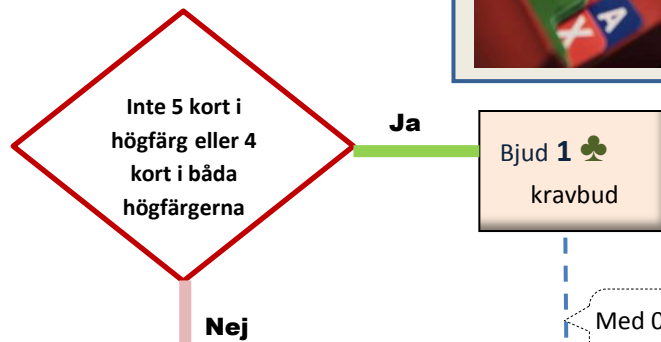 X A
Inte 5 kort i
högfärg eller 4
kort i båda
högfärgerna
Ja
Bjud 1 ♣
kravbud
Nej
Med 0